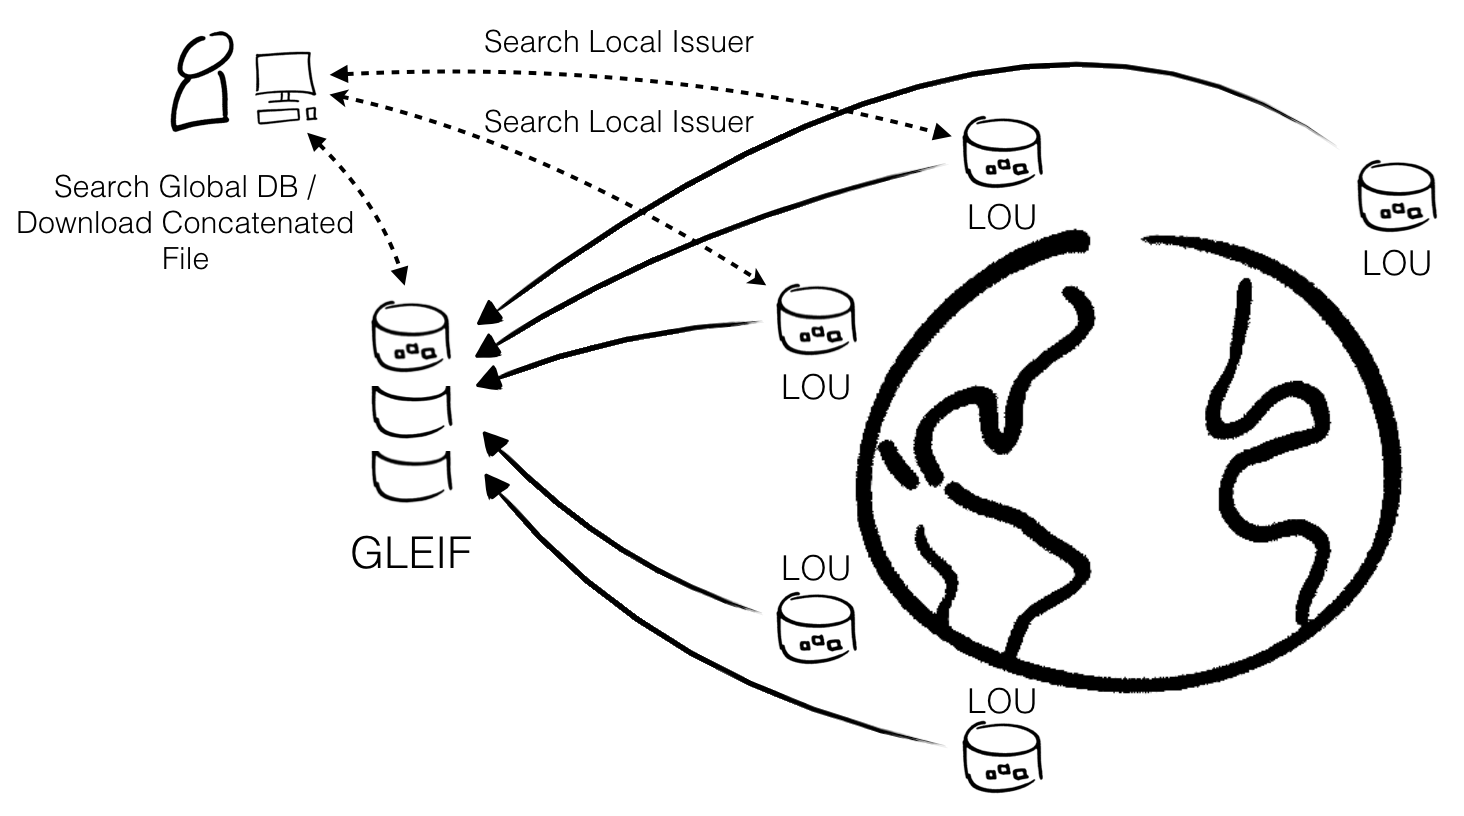 Search Local Issuer
Search Local Issuer
Search Global DB /
Download Concatenated
File
LOU
LOU
LOU
GLEIF
LOU
LOU